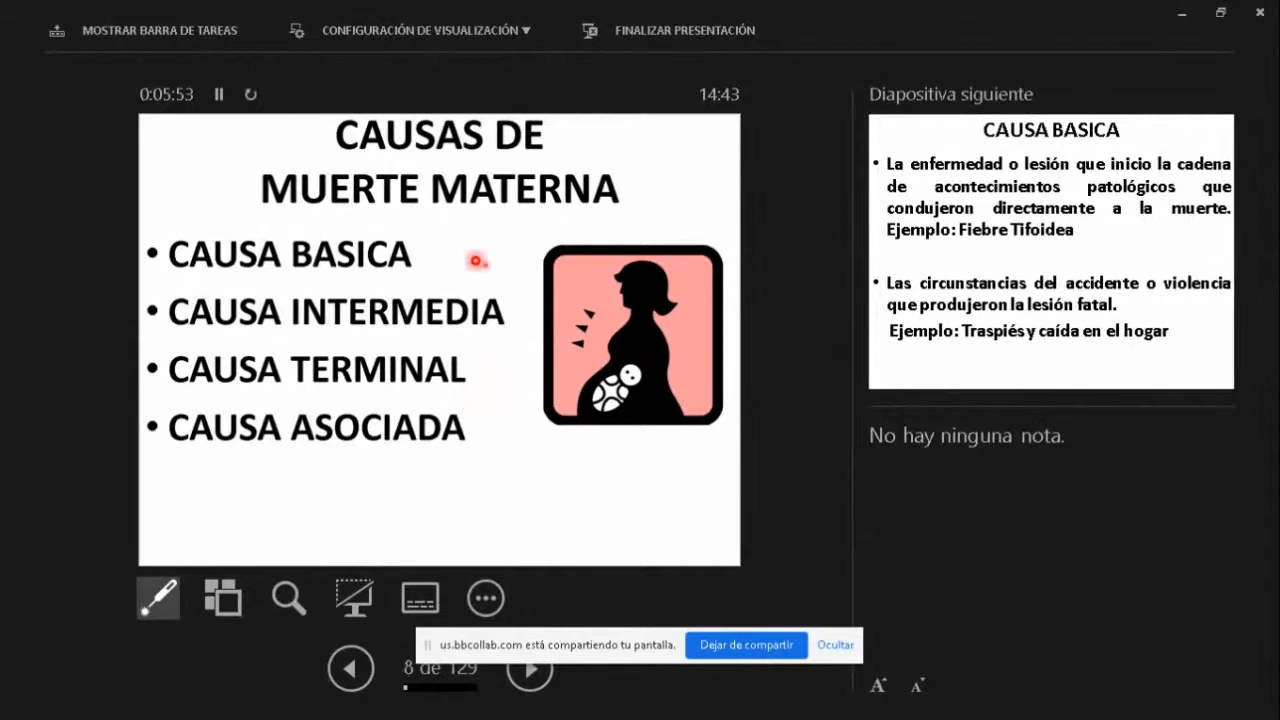 MOSTRAR BARRA DE TAREAS
CONFIGURACIÓN DE VISUALIZACIÓN ▼
FINALIZAR PRESENTACIÓN
0:05:53
14:43
CAUSAS DE
MUERTE MATERNA
• CAUSA BASICA
• CAUSA INTERMEDIA
• CAUSA TERMINAL
• CAUSA ASOCIADA
Diapositiva siguiente
CAUSA BASICA
• La enfermedad o lesión que inicio la cadena
de acontecimientos patológicos que
condujeron directamente a la muerte.
Ejemplo: Fiebre Tifoidea
• Las circunstancias del accidente o violencia
que produjeron la lesión fatal.
Ejemplo: Traspiés y caída en el hogar
No hay ninguna nota.
us.bbcollab.com está compartiendo tu pantalla.
Dejar de compartir
Ocultar
8 de 129
A A